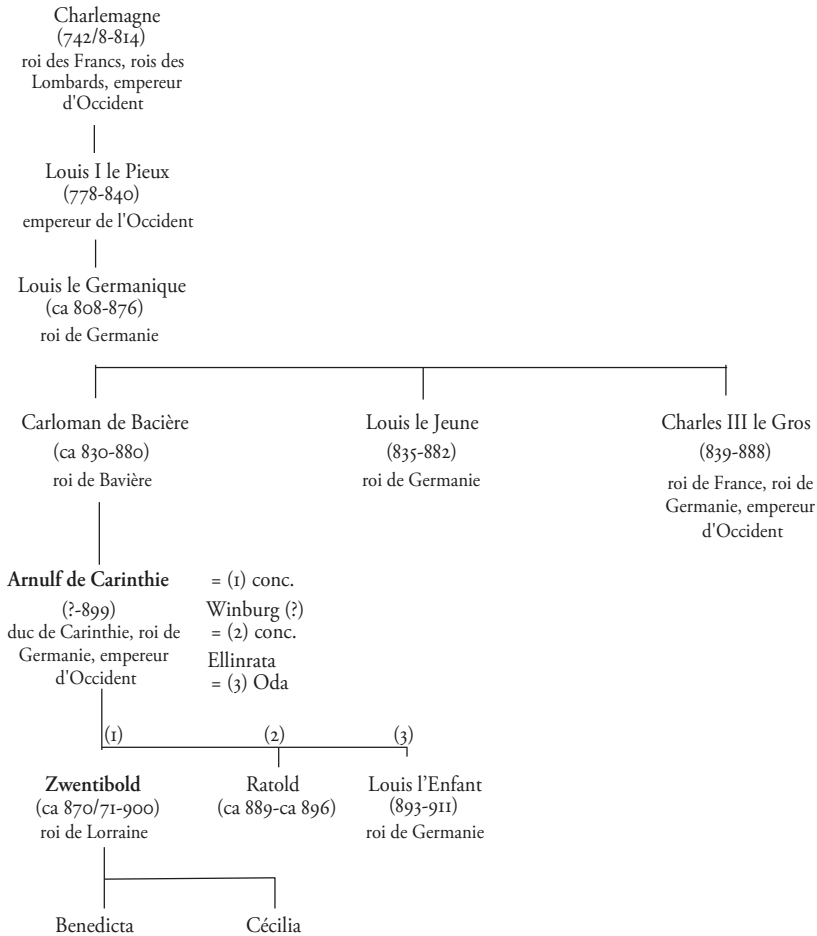 Charlemagne
(742/8-814)
roi des Francs, rois des
Lombards, empereur
d'Occident
Louis I le Pieux
(778-840)
empereur de l'Occident
Louis le Germanique
(ca 808-876)
roi de Germanie
Carloman de Bacière
(ca 830-880)
roi de Bavière
Louis le Jeune
(835-882)
roi de Germanie
Charles III le Gros
(839-888)
roi de France, roi de
Germanie, empereur
d'Occident
Arnulf de Carinthie
(?-899)
duc de Carinthie, roi de
Germanie, empereur
d'Occident
= (1) conc.
Winburg (?)
= (2) conc.
Ellinrata
= (3) Oda
(1)
(2)
(3)
Zwentibold
(ca 870/71-900)
roi de Lorraine
Ratold
(ca 889-ca 896)
Louis l’Enfant
(893-911)
roi de Germanie
Benedicta
Cécilia